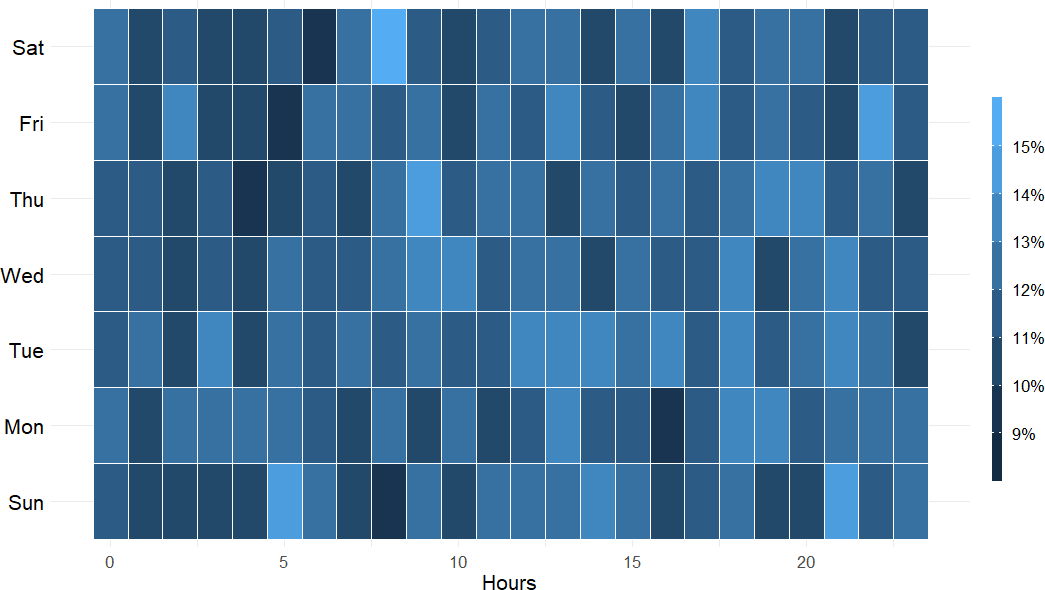 Sat
Fri
Thu
Wed
Tue
Mon
Sun
0 5 10 15 20
Hours
15%
14%
13%
12%
11%
10%
9%